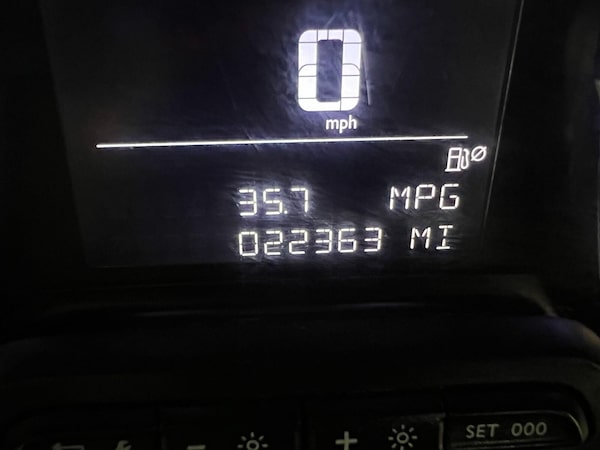 0
mph
35.7 MPG
022363 MI
- +
SET 000